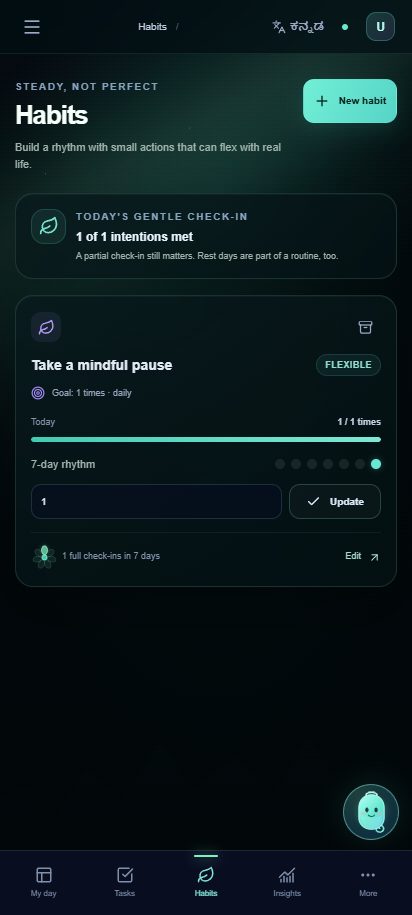 Habits /
ಕನ್ನಡ
U
STEADY, NOT PERFECT
Habits
New habit
Build a rhythm with small actions that can flex with real
life.
TODAY'S GENTLE CHECK-IN
1 of 1 intentions met
A partial check-in still matters. Rest days are part of a routine, too.
Take a mindful pause
FLEXIBLE
Goal: 1 times · daily
Today
1 / 1 times
7-day rhythm
1
Update
1 full check-ins in 7 days
Edit
My day
Tasks
Habits
Insights
More